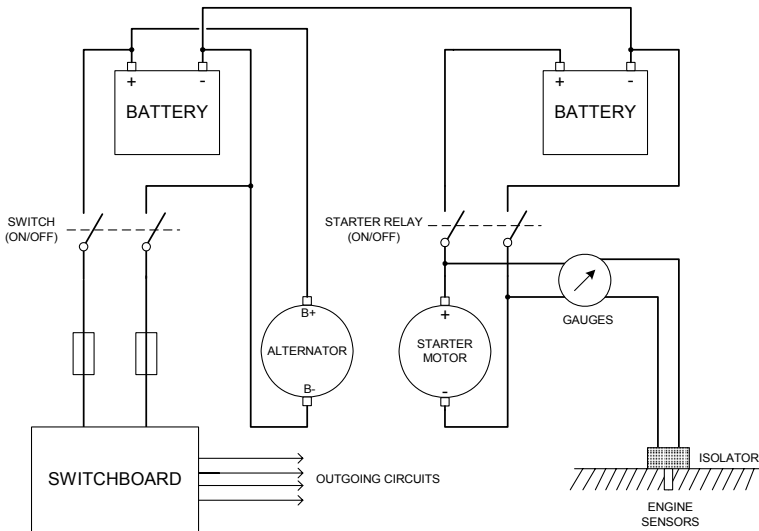 + -
BATTERY
+ -
BATTERY
SWITCH
(ON/OFF)
STARTER RELAY
(ON/OFF)
GAUGES
B+
ALTERNATOR
B-
+
STARTER
MOTOR
-
SWITCHBOARD
OUTGOING CIRCUITS
ISOLATOR
ENGINE
SENSORS